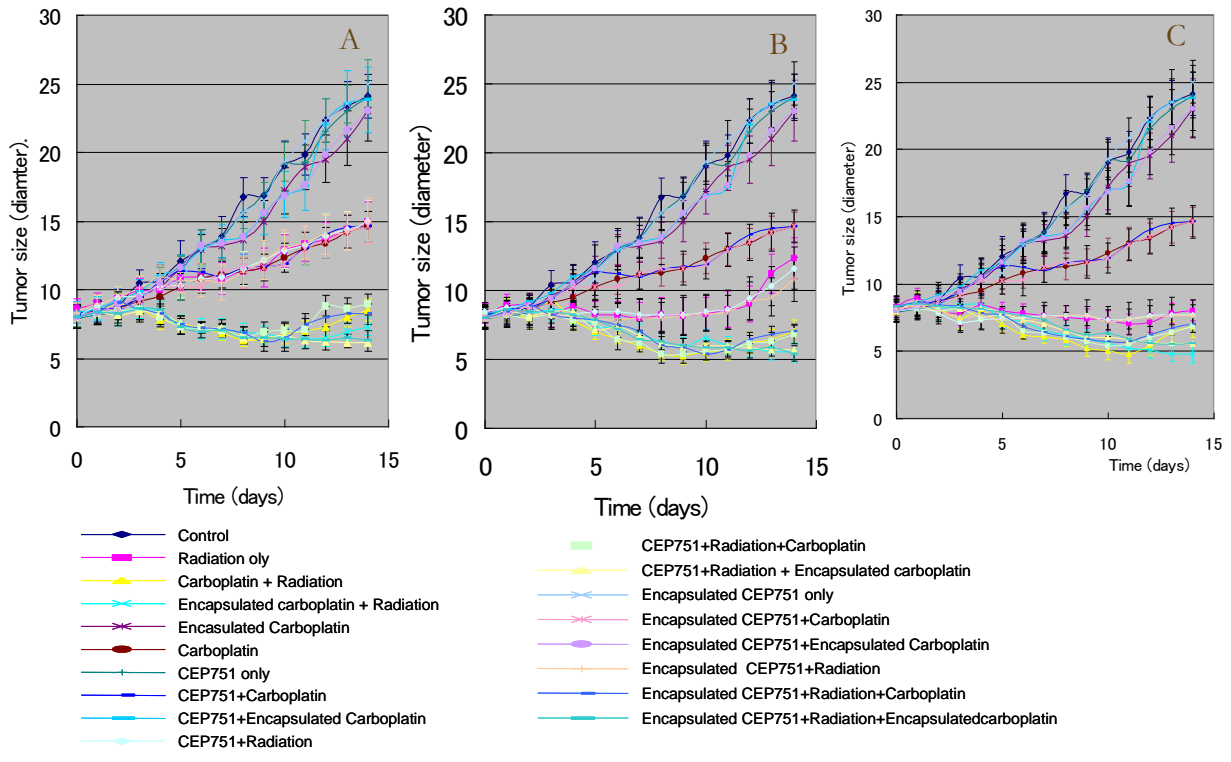 A
30
25
20
15
10
5
0
0
5
10
15
Tumor size (diamter).
Time (days)
B
30
25
20
15
10
5
0
0
5
10
15
Tumor size (diameter)
Time (days)
C
30
25
20
15
10
5
0
0
5
10
15
Tumor size (diameter)
Time (days)
Control
Radiation oly
Carboplatin + Radiation
Encapsulated carboplatin + Radiation
Encasulated Carboplatin
Carboplatin
CEP751 only
CEP751+Carboplatin
CEP751+Encapsulated Carboplatin
CEP751+Radiation
CEP751+Radiation+Carboplatin
CEP751+Radiation + Encapsulated carboplatin
Encapsulated CEP751 only
Encapsulated CEP751+Carboplatin
Encapsulated CEP751+Encapsulated Carboplatin
Encapsulated CEP751+Radiation
Encapsulated CEP751+Radiation+Carboplatin
Encapsulated CEP751+Radiation+Encapsulatedcarboplatin